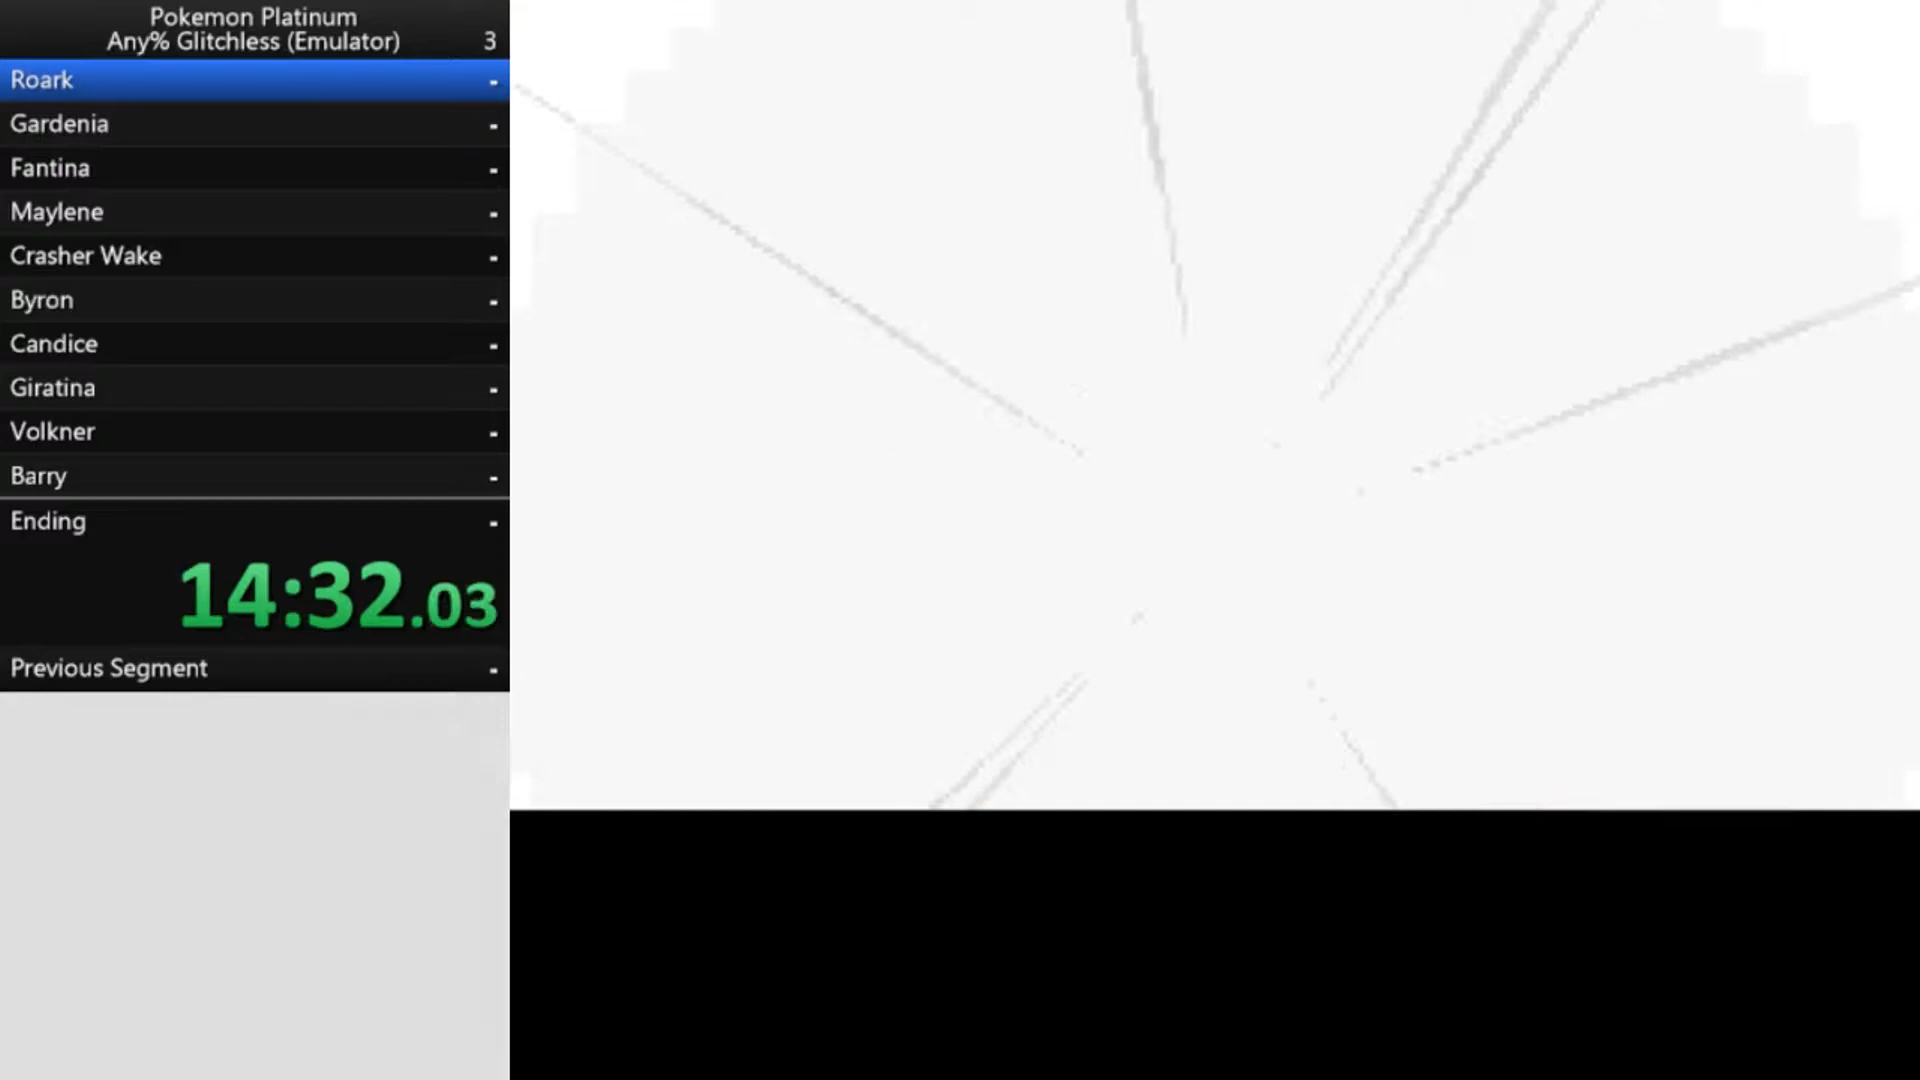 Pokemon Platinum
Any% Glitchless (Emulator) 3
Roark -
Gardenia -
Fantina -
Maylene -
Crasher Wake -
Byron -
Candice -
Giratina -
Volkner -
Barry -
Ending -
14:32.03
Previous Segment -